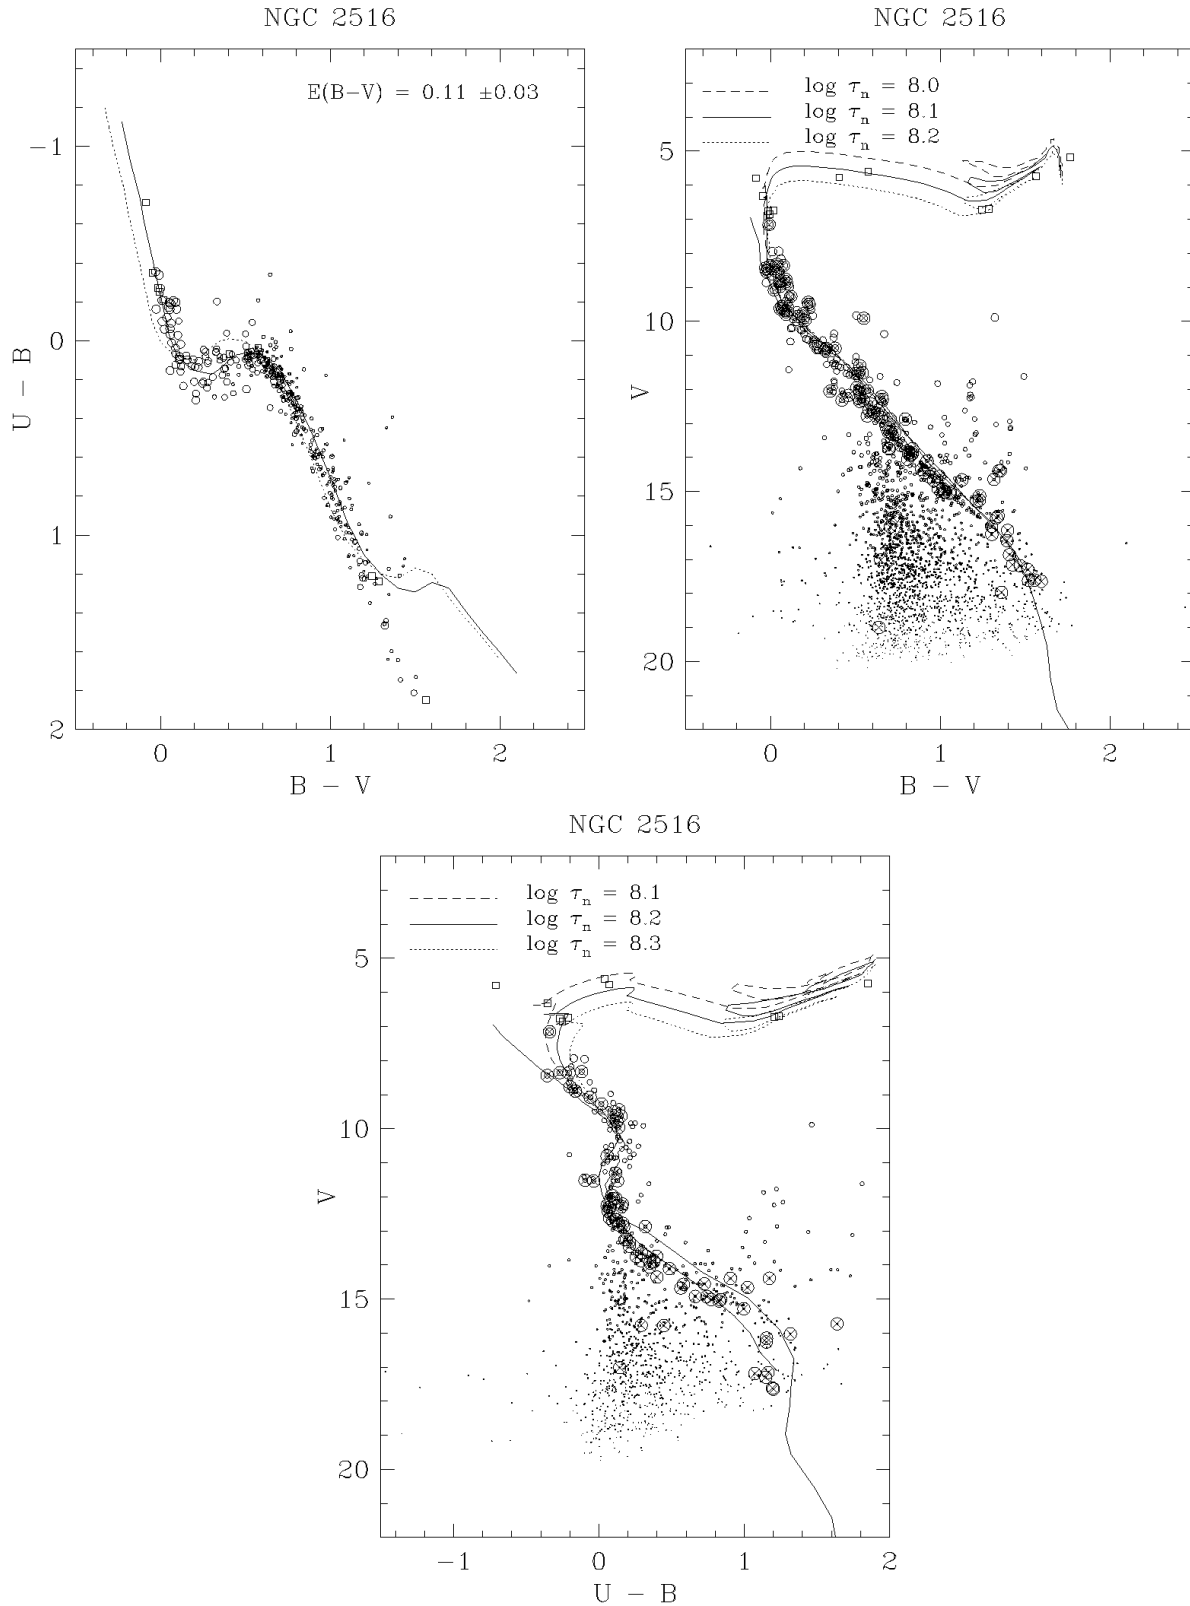 NGC 2516
E(B−V) = 0.11 ±0.03
−1
0
1
2
U − B
0
1
2
B − V
NGC 2516
log τn = 8.0
log τn = 8.1
log τn = 8.2
5
10
15
20
V
0
1
2
B − V
NGC 2516
log τn = 8.1
log τn = 8.2
log τn = 8.3
5
10
15
20
V
−1
0
1
2
U − B